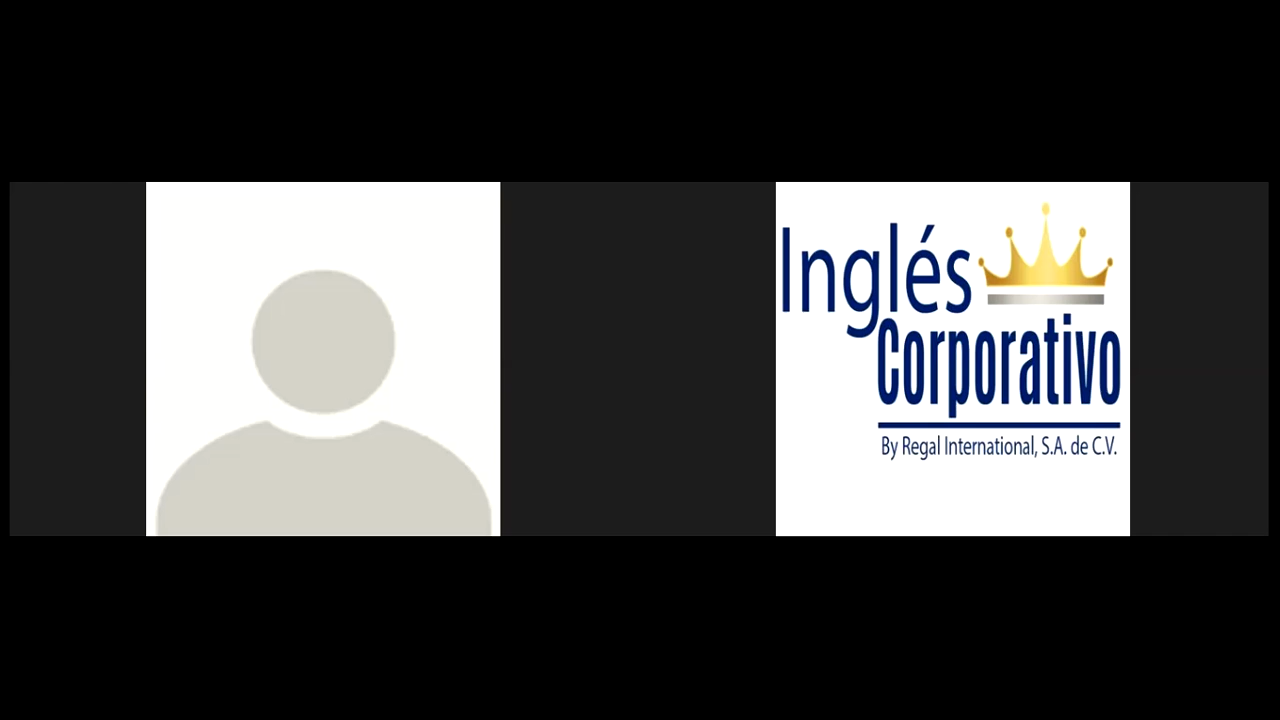 Inglés
Corporativo
By Regal International, S.A. de C.V.